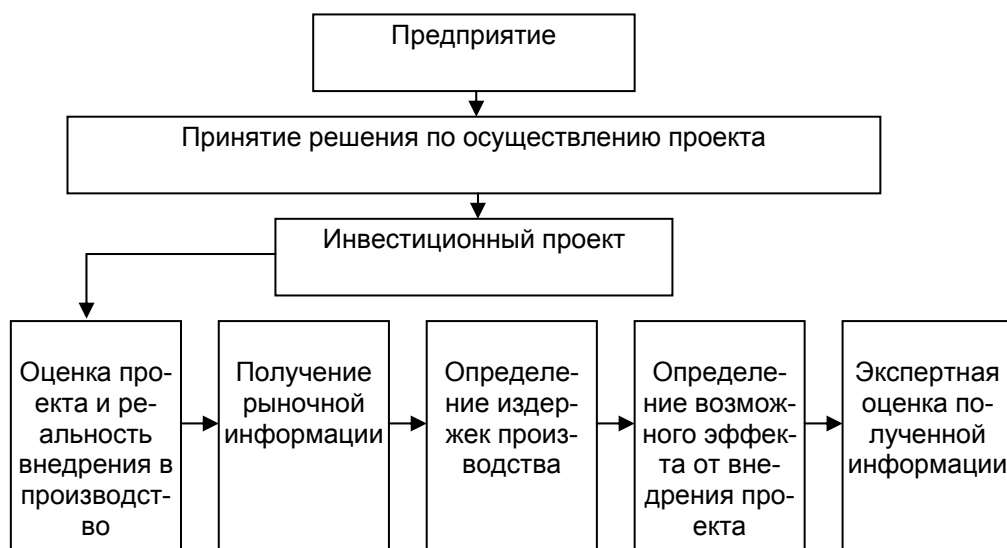 Предприятие
Принятие решения по осуществлению проекта
Инвестиционный проект
Оценка про-
екта и ре-
альность
внедрения в
производст-
во
Получение
рыночной
информации
Определе-
ние издер-
жек произ-
водства
Определе-
ние возмож-
ного эффек-
та от вне-
дрения про-
екта
Экспертная
оценка по-
лученной
информации